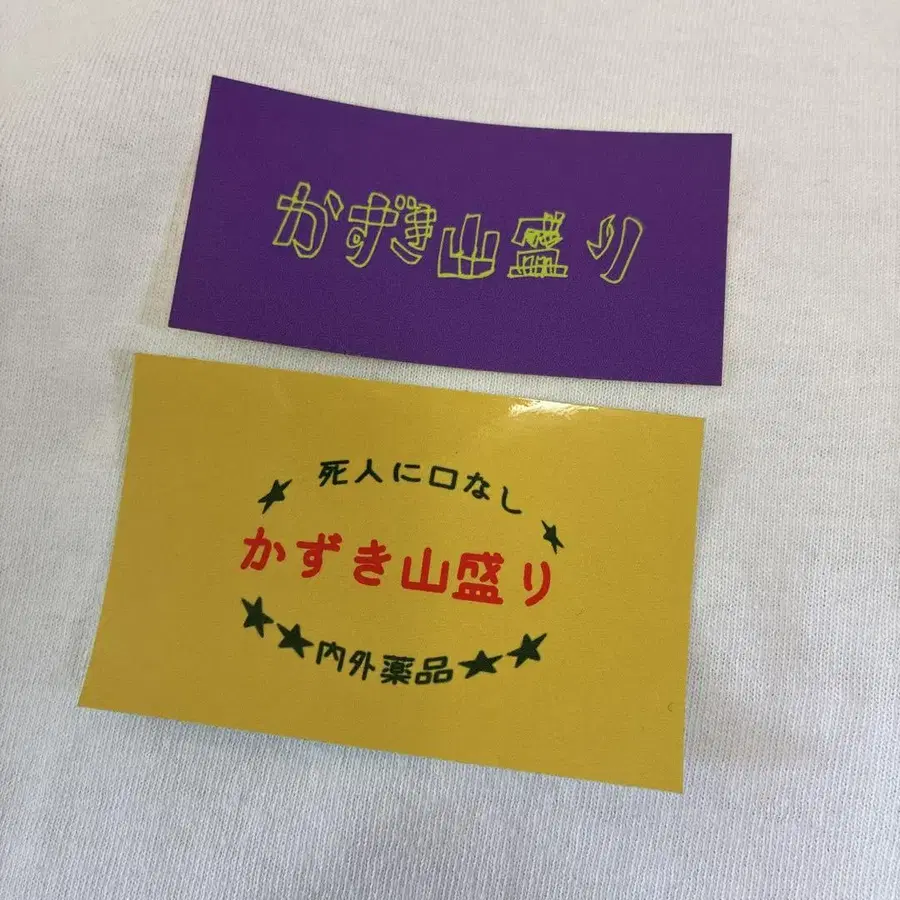 かずき山盛り
死人に口なし
かずき山盛り
内外薬品